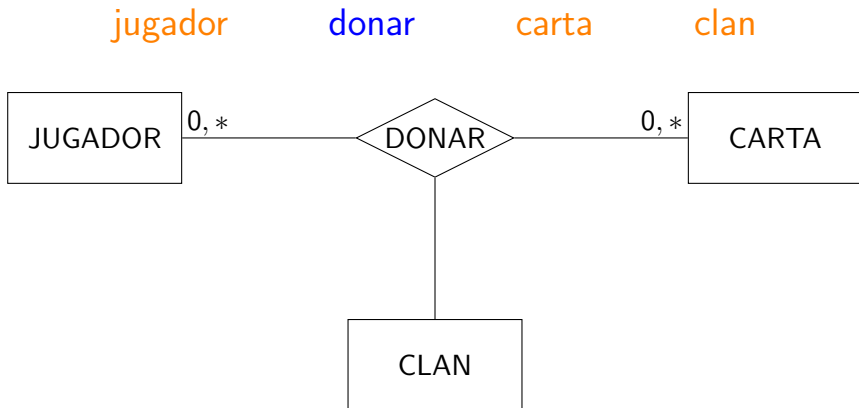 jugador donar carta clan
JUGADOR 0, ∗ DONAR 0, ∗ CARTA
CLAN